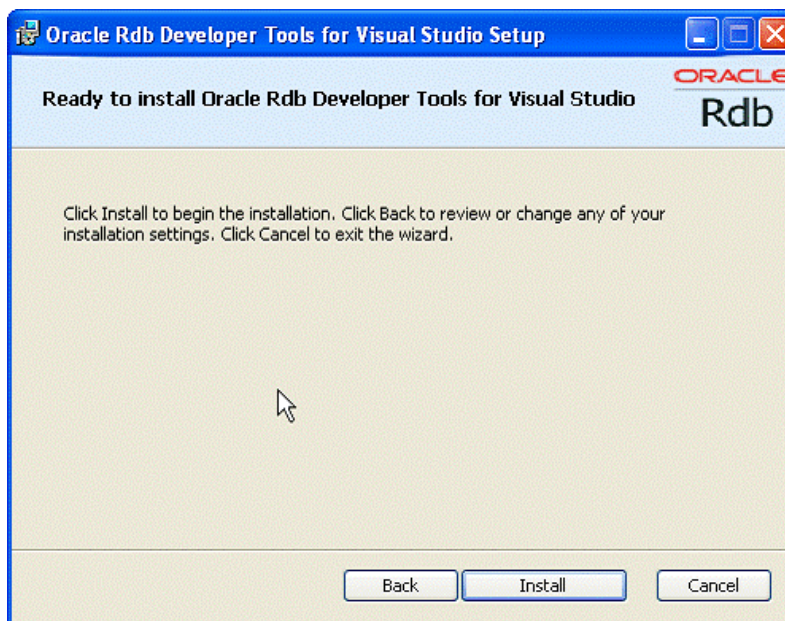 Oracle Rdb Developer Tools for Visual Studio Setup
ORACLE
Ready to install Oracle Rdb Developer Tools for Visual Studio
Rdb
Click Install to begin the installation. Click Back to review or change any of your
installation settings. Click Cancel to exit the wizard.
Back
Install
Cancel